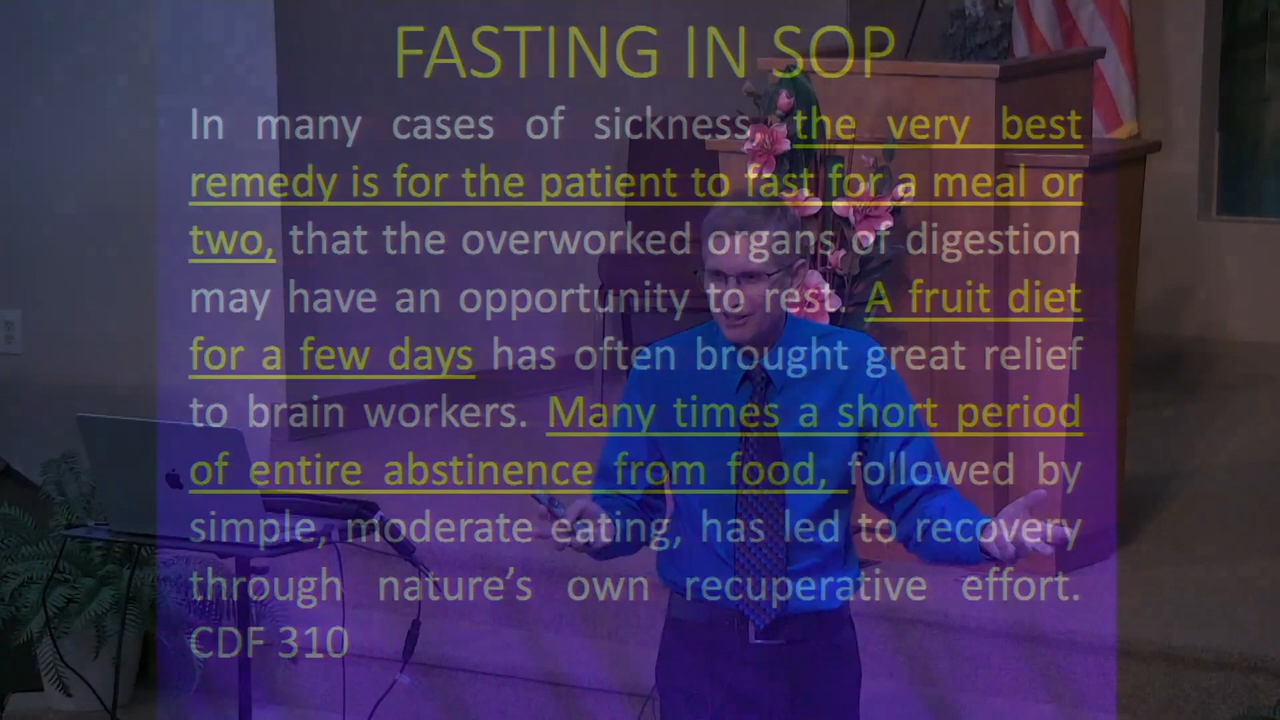 FASTING IN SOP
In many cases of sickness the very best
remedy is for the patient to fast for a meal or
two, that the overworked organs of digestion
may have an opportunity to rest. A fruit diet
for a few days has often brought great relief
to brain workers. Many times a short period
of entire abstinence from food, followed by
simple, moderate eating, has led to recovery
through nature's own recuperative effort.
CDF 310